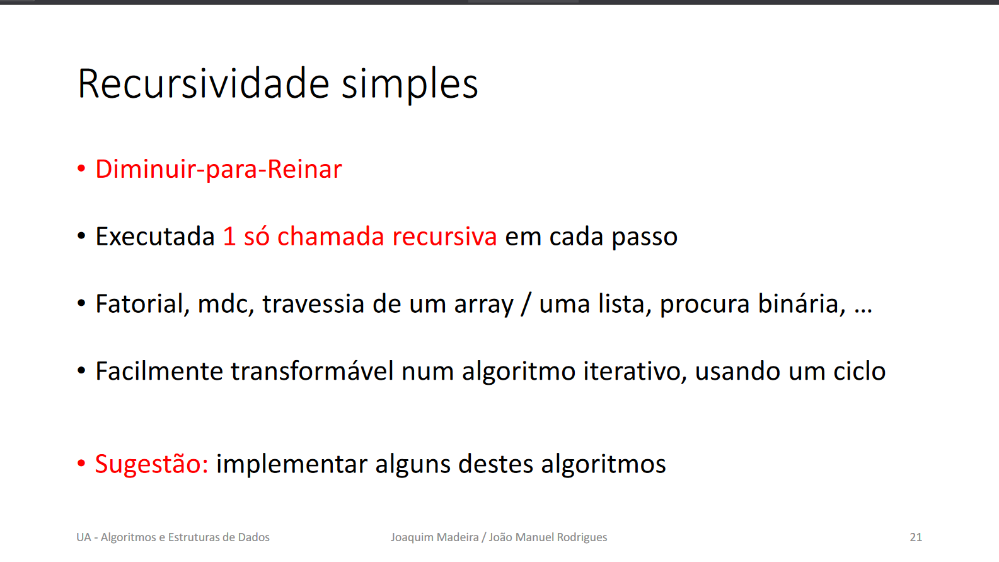 Recursividade simples
• Diminuir-para-Reinar
• Executada 1 só chamada recursiva em cada passo
• Fatorial, mdc, travessia de um array / uma lista, procura binária, ...
• Facilmente transformável num algoritmo iterativo, usando um ciclo
• Sugestão: implementar alguns destes algoritmos
UA - Algoritmos e Estruturas de Dados Joaquim Madeira / João Manuel Rodrigues 21